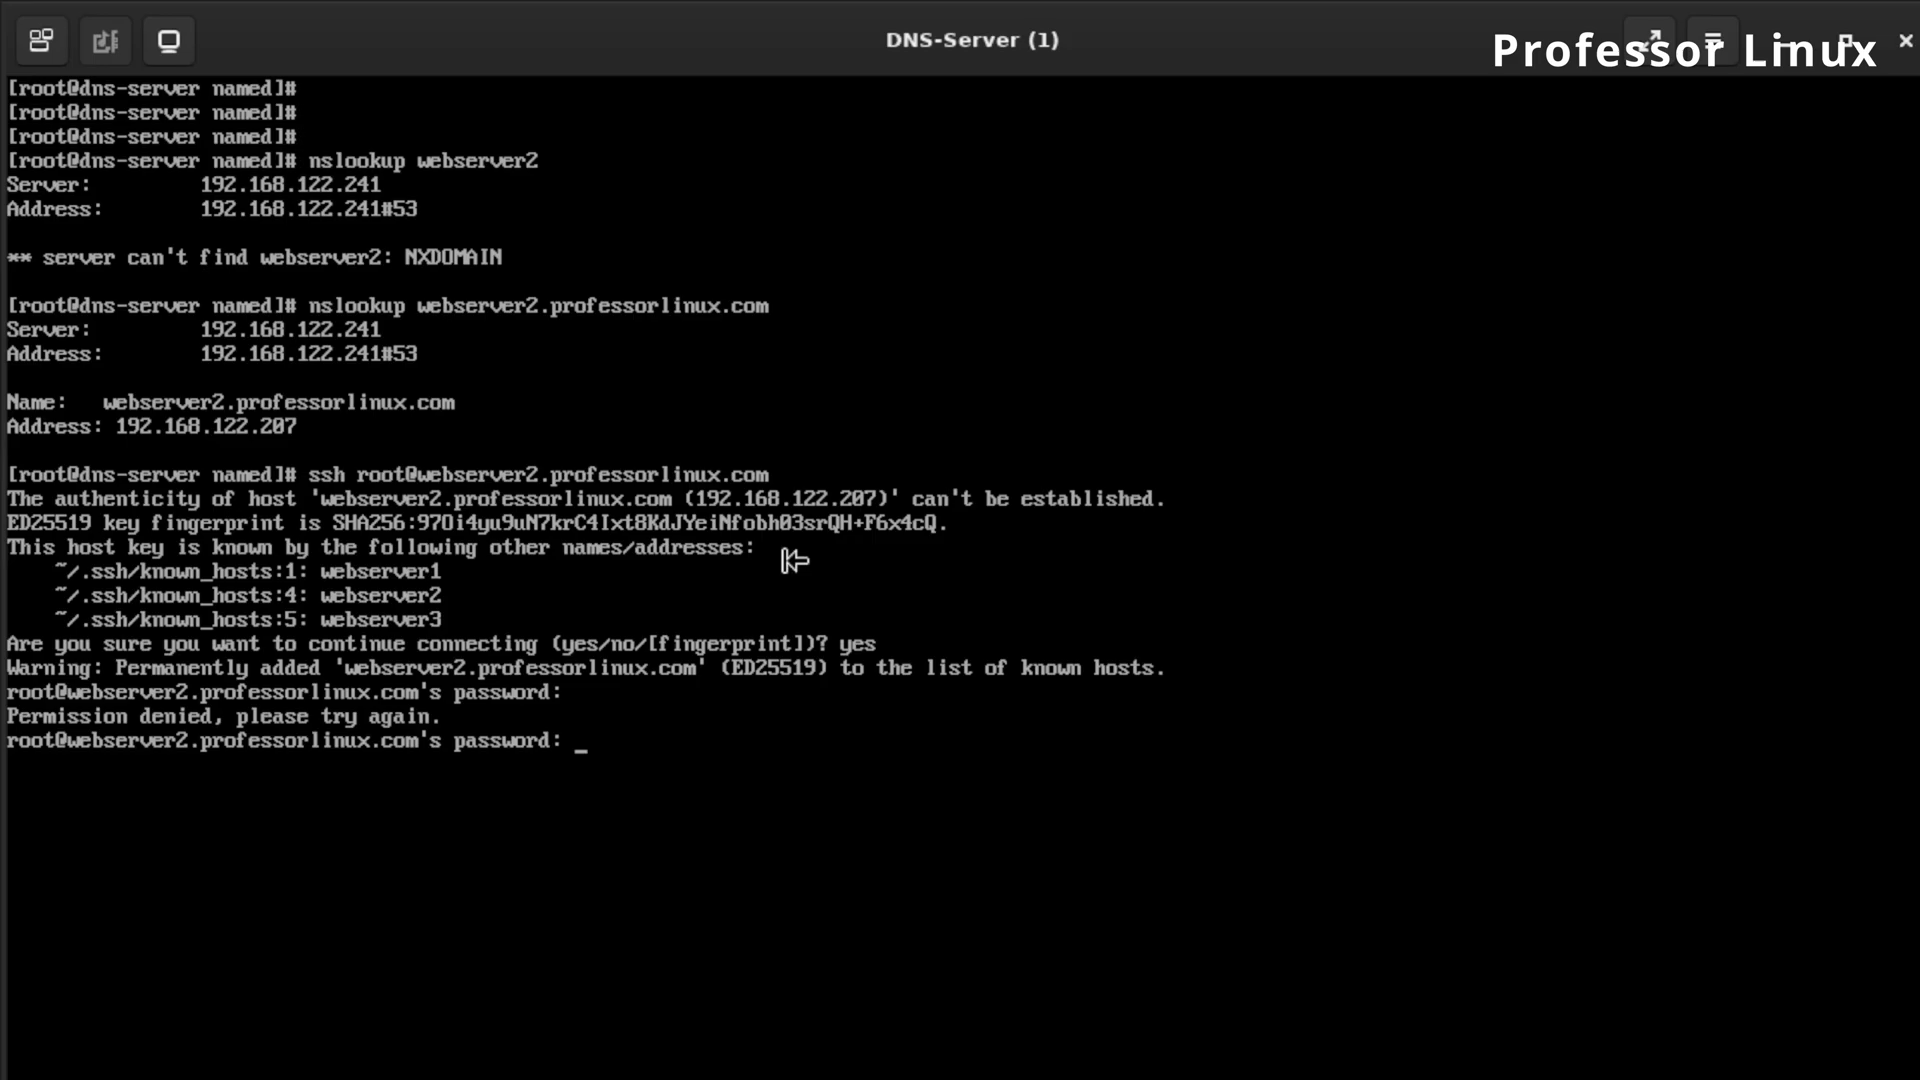 DNS-Server (1)
Professor Linux
[root@dns-server named]#
[root@dns-server named]#
[root@dns-server named]#
[root@dns-server named]# nslookup webserver2
Server:         192.168.122.241
Address:        192.168.122.241#53
** server can't find webserver2: NXDOMAIN
[root@dns-server named]# nslookup webserver2.professorlinux.com
Server:         192.168.122.241
Address:        192.168.122.241#53
Name:   webserver2.professorlinux.com
Address: 192.168.122.207
[root@dns-server named]# ssh root@webserver2.professorlinux.com
The authenticity of host 'webserver2.professorlinux.com (192.168.122.207)' can't be established.
ED25519 key fingerprint is SHA256:97Oi4yu9uN7krC4Ixt8KdJYeiNfobh03srQH+F6x4cQ.
This host key is known by the following other names/addresses:
    ~/.ssh/known_hosts:1: webserver1
    ~/.ssh/known_hosts:4: webserver2
    ~/.ssh/known_hosts:5: webserver3
Are you sure you want to continue connecting (yes/no/[fingerprint])? yes
Warning: Permanently added 'webserver2.professorlinux.com' (ED25519) to the list of known hosts.
root@webserver2.professorlinux.com's password:
Permission denied, please try again.
root@webserver2.professorlinux.com's password: _